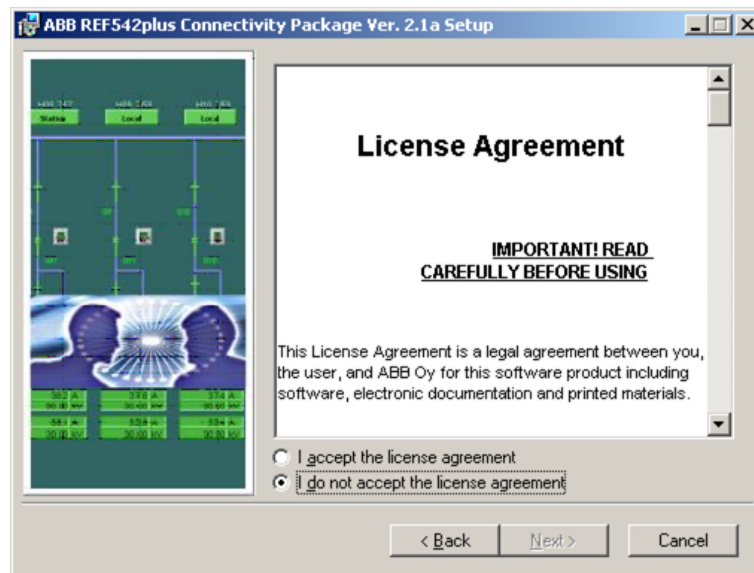 ABB REF542plus Connectivity Package Ver. 2.1a Setup
Station Local Local
License Agreement
IMPORTANT! READ
CAREFULLY BEFORE USING
This License Agreement is a legal agreement between you,
the user, and ABB Oy for this software product including
software, electronic documentation and printed materials.
I accept the license agreement
I do not accept the license agreement
< Back Next > Cancel